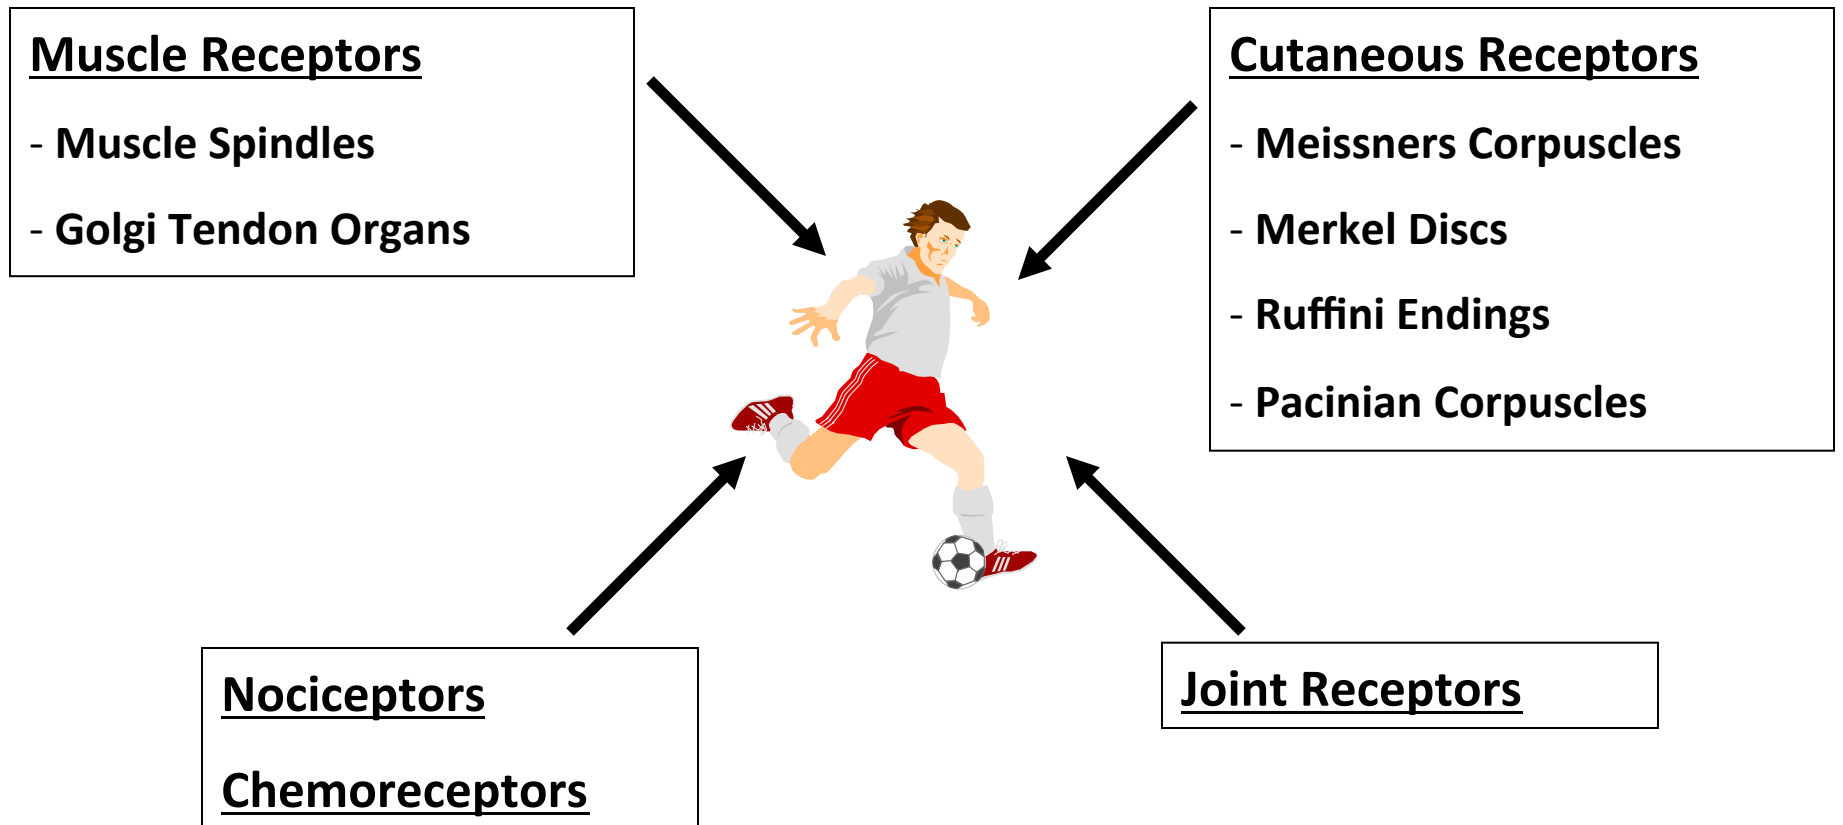 Muscle Receptors
- Muscle Spindles
- Golgi Tendon Organs
Cutaneous Receptors
- Meissners Corpuscles
- Merkel Discs
- Ruffini Endings
- Pacinian Corpuscles
Nociceptors
Chemoreceptors
Joint Receptors